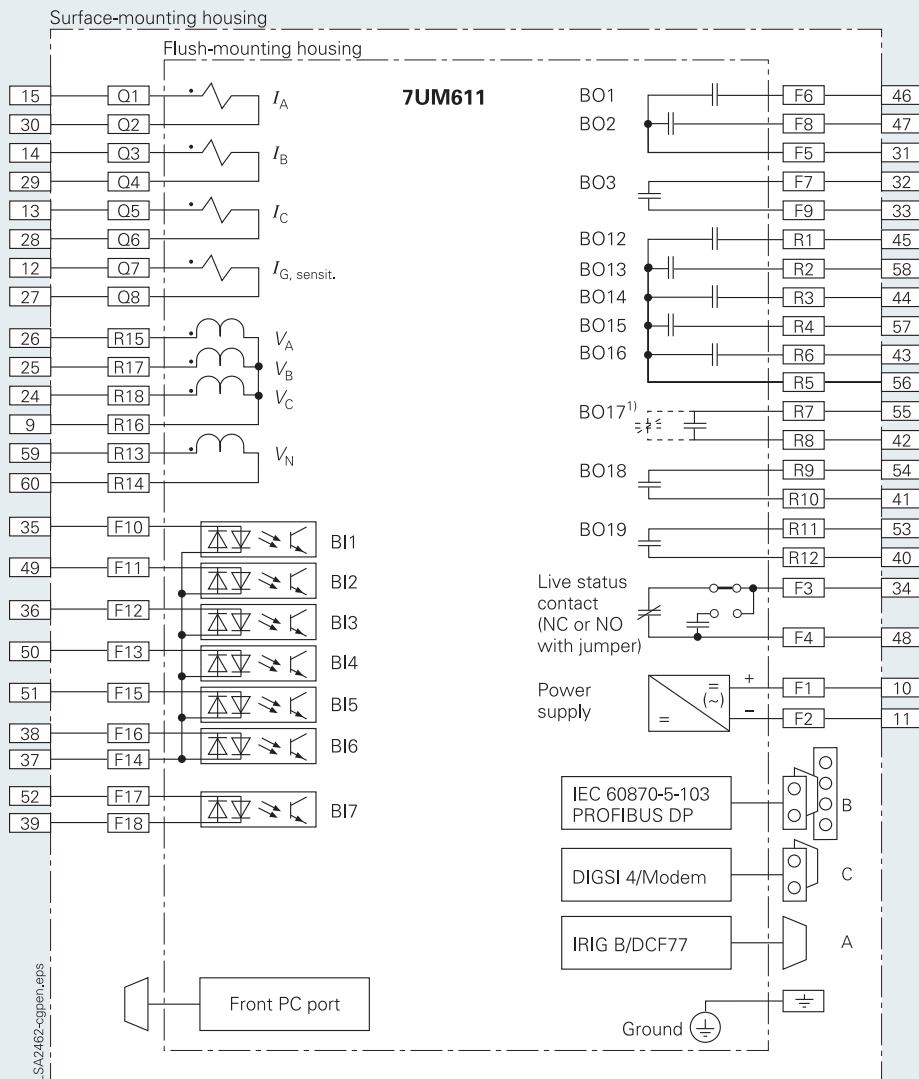 Surface-mounting housing
Flush-mounting housing
7UM611
15 Q1 I_A
30 Q2
14 Q3 I_B
29 Q4
13 Q5 I_C
28 Q6
12 Q7 I_G, sensit.
27 Q8
26 R15 V_A
25 R17 V_B
24 R18 V_C
9 R16
59 R13 V_N
60 R14
35 F10 BI1
49 F11 BI2
36 F12 BI3
50 F13 BI4
51 F15 BI5
38 F16 BI6
37 F14
52 F17 BI7
39 F18
BO1 F6 46
BO2 F8 47
F5 31
BO3 F7 32
F9 33
BO12 R1 45
BO13 R2 58
BO14 R3 44
BO15 R4 57
BO16 R6 43
R5 56
BO17 1) R7 55
R8 42
BO18 R9 54
R10 41
BO19 R11 53
R12 40
Live status
contact
(NC or NO
with jumper)
F3 34
F4 48
Power
supply
= (~) =
+ F1 10
− F2 11
IEC 60870-5-103
PROFIBUS DP
B
DIGSI 4/Modem
C
IRIG B/DCF77
A
Front PC port
Ground
LSA2462-cgpen.eps